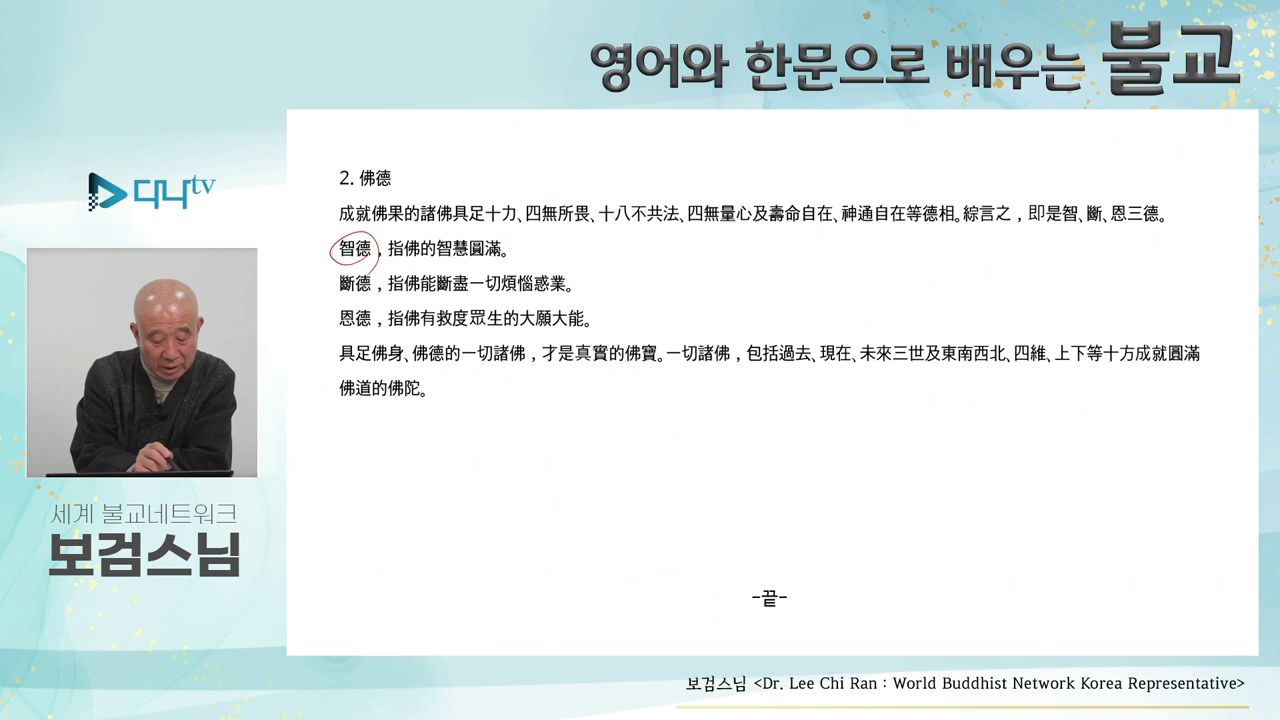 영어와 한문으로 배우는 불교
디나tv
2. 佛德
成就佛果的諸佛具足十力、四無所畏、十八不共法、四無量心及壽命自在、神通自在等德相。綜言之，即是智、斷、恩三德。
智德，指佛的智慧圓滿。
斷德，指佛能斷盡一切煩惱惑業。
恩德，指佛有救度眾生的大願大能。
具足佛身、佛德的一切諸佛，才是真實的佛寶。一切諸佛，包括過去、現在、未來三世及東南西北、四維、上下等十方成就圓滿
佛道的佛陀。
-끝-
세계 불교네트워크
보검스님
보검스님 <Dr. Lee Chi Ran : World Buddhist Network Korea Representative>